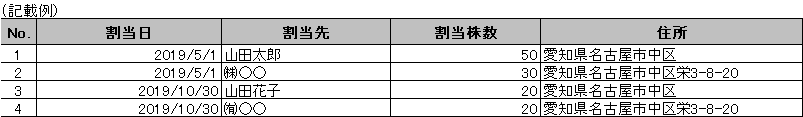 (記載例)
No. 割当日 割当先 割当株数 住所
1 2019/5/1 山田太郎 50 愛知県名古屋市中区
2 2019/5/1 ㈱○○ 30 愛知県名古屋市中区栄3-8-20
3 2019/10/30 山田花子 20 愛知県名古屋市中区
4 2019/10/30 ㈲○○ 20 愛知県名古屋市中区栄3-8-20